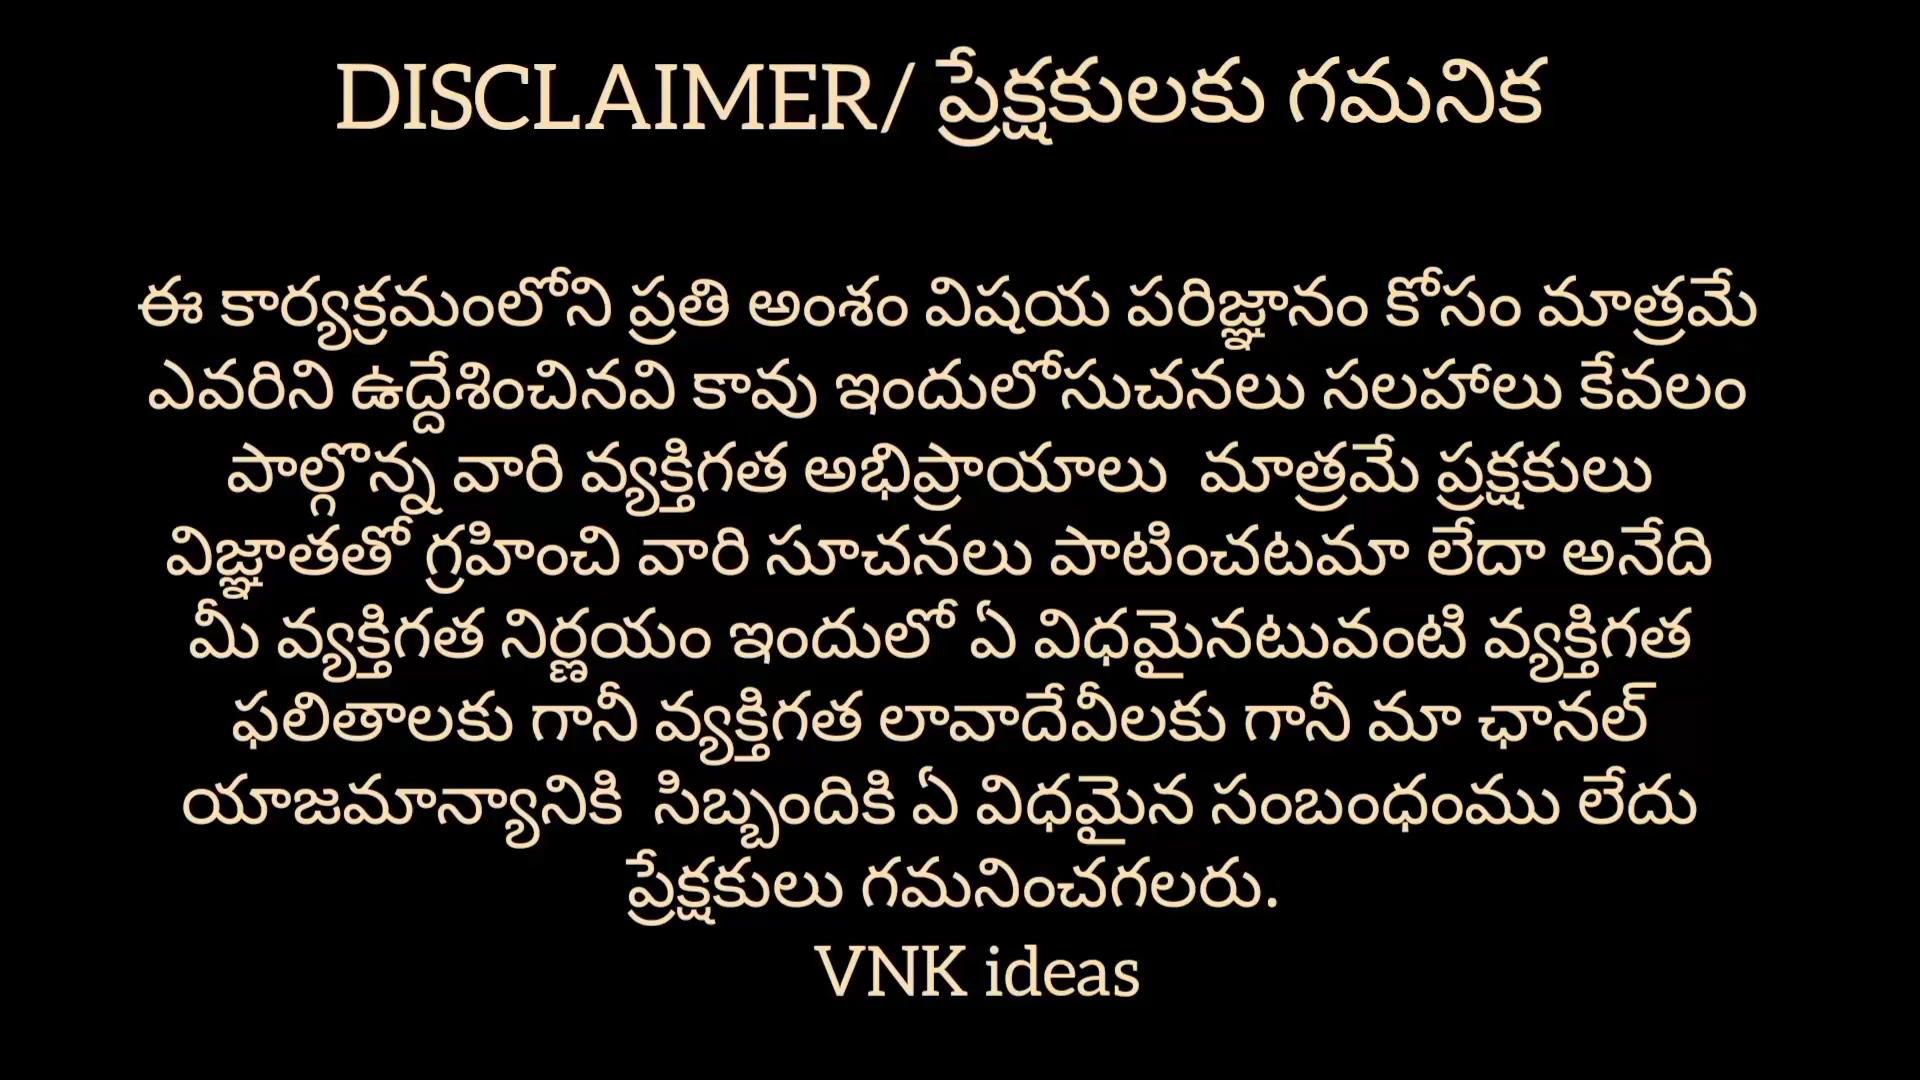 DISCLAIMER/ ప్రేక్షకులకు గమనిక
ఈ కార్యక్రమంలోని ప్రతి అంశం విషయ పరిజ్ఞానం కోసం మాత్రమే
ఎవరిని ఉద్దేశించినవి కావు ఇందులోసుచనలు సలహాలు కేవలం
పాల్గొన్న వారి వ్యక్తిగత అభిప్రాయాలు మాత్రమే ప్రక్షకులు
విజ్ఞాతతో గ్రహించి వారి సూచనలు పాటించటమా లేదా అనేది
మీ వ్యక్తిగత నిర్ణయం ఇందులో ఏ విధమైనటువంటి వ్యక్తిగత
ఫలితాలకు గానీ వ్యక్తిగత లావాదేవీలకు గానీ మా ఛానల్
యాజమాన్యానికి సిబ్బందికి ఏ విధమైన సంబంధంము లేదు
ప్రేక్షకులు గమనించగలరు.
VNK ideas